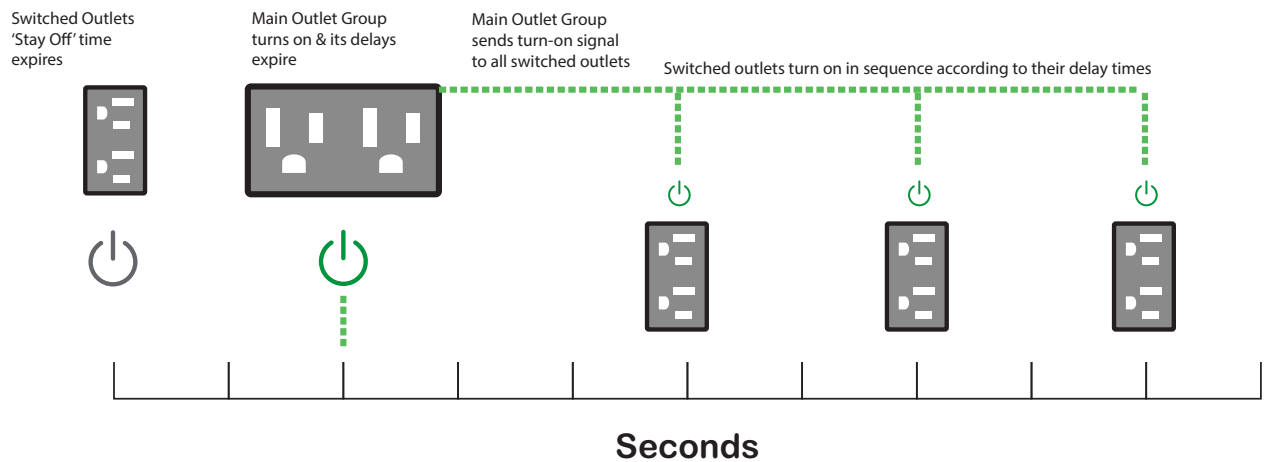 Switched Outlets
‘Stay Off’ time
expires
Main Outlet Group
turns on & its delays
expire
Main Outlet Group
sends turn-on signal
to all switched outlets
Switched outlets turn on in sequence according to their delay times
Seconds